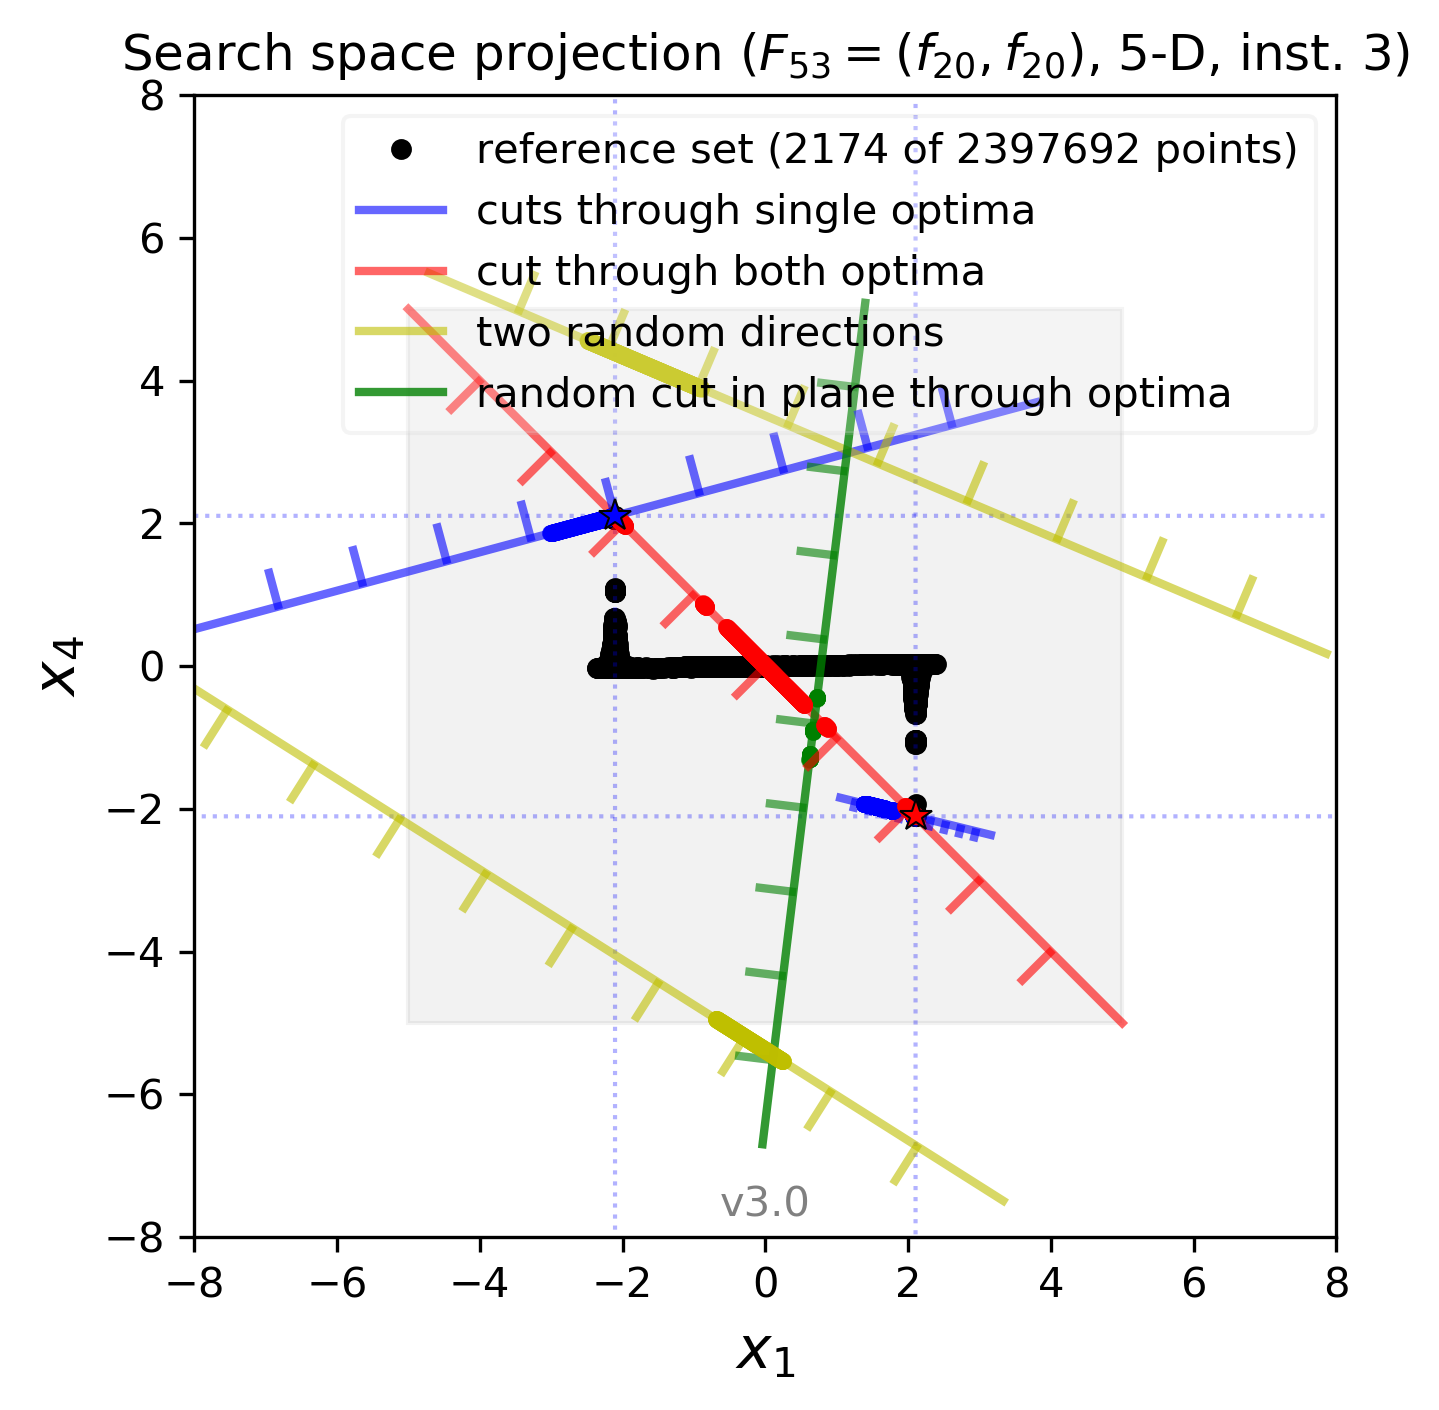 Search space projection (F₅₃ = (f₂₀, f₂₀), 5-D, inst. 3)
reference set (2174 of 2397692 points)
cuts through single optima
cut through both optima
two random directions
random cut in plane through optima
8
6
4
2
0
−2
−4
−6
−8
x₄
v3.0
−8 −6 −4 −2 0 2 4 6 8
x₁